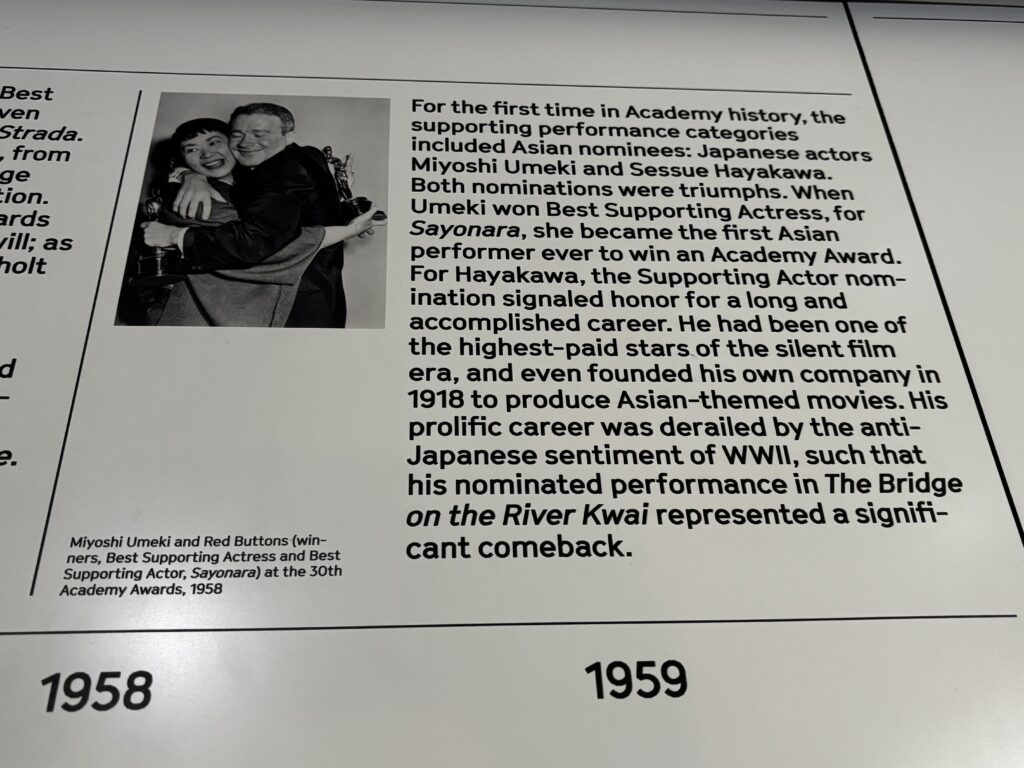 Best
ven
Strada.
, from
ge
tion.
ards
vill; as
holt
d
–
e.
For the first time in Academy history, the
supporting performance categories
included Asian nominees: Japanese actors
Miyoshi Umeki and Sessue Hayakawa.
Both nominations were triumphs. When
Umeki won Best Supporting Actress, for
Sayonara, she became the first Asian
performer ever to win an Academy Award.
For Hayakawa, the Supporting Actor nom-
ination signaled honor for a long and
accomplished career. He had been one of
the highest-paid stars of the silent film
era, and even founded his own company in
1918 to produce Asian-themed movies. His
prolific career was derailed by the anti-
Japanese sentiment of WWII, such that
his nominated performance in The Bridge
on the River Kwai represented a signifi-
cant comeback.
Miyoshi Umeki and Red Buttons (win-
ners, Best Supporting Actress and Best
Supporting Actor, Sayonara) at the 30th
Academy Awards, 1958
1958
1959